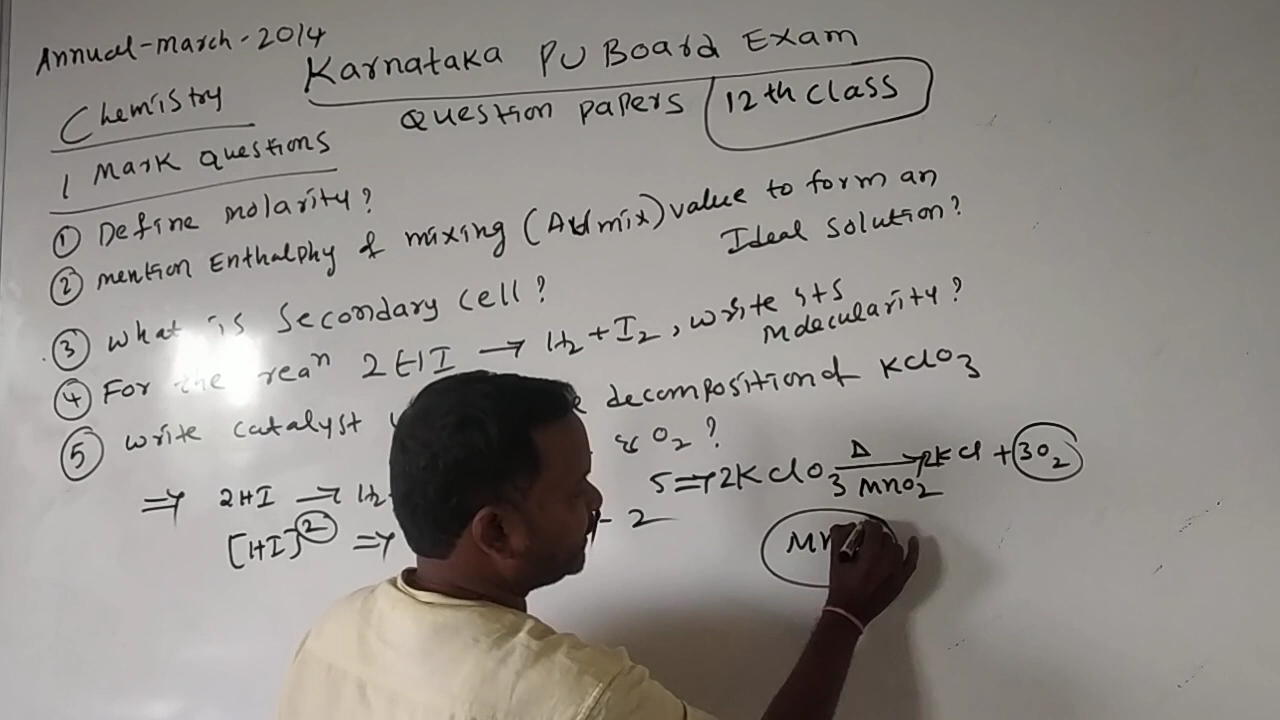 Annual-march-2014
Karnataka PU Board Exam
Question papers 12th class
Chemistry
1 Mark questions
① Define molarity?
② mention Enthalphy of mixing (ΔHmix) value to form an
Ideal solution?
③ what is Secondary cell?
④ For the reaⁿ 2HI → H₂+I₂, write its
molecularity?
⑤ write catalyst decomposition of KClO3
O₂?
⇒ 2HI → H₂
[HI]² ⇒ - 2
5 ⇒ 2KClO₃ Δ → 2KCl + 3O₂
MnO₂